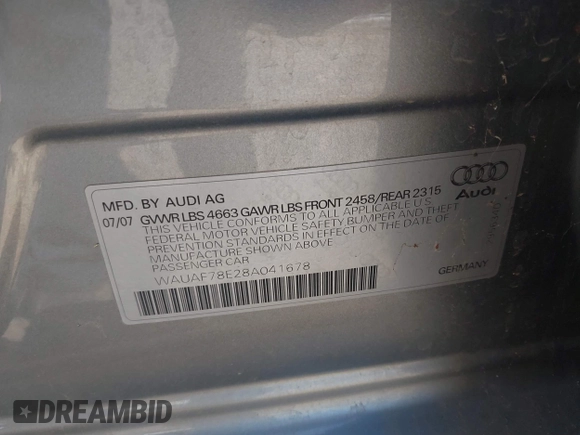 MFD. BY AUDI AG
07/07 GVWR LBS 4663 GAWR LBS FRONT 2458/REAR 2315
THIS VEHICLE CONFORMS TO ALL APPLICABLE U.S.
FEDERAL MOTOR VEHICLE SAFETY BUMPER AND THEFT
PREVENTION STANDARDS IN EFFECT ON THE DATE OF
MANUFACTURE SHOWN ABOVE
PASSENGER CAR
WAUAF78E28A041678
Audi
GERMANY
DREAMBID